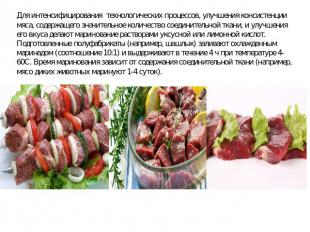 Для интенсифицирования технологических процессов, улучшения консистенции
мяса, содержащего значительное количество соединительной ткани, и улучшения
его вкуса делают маринование растворами уксусной или лимонной кислот.
Подготовленные полуфабрикаты (например, шашлык) заливают охлажденным
маринадом (соотношение 10:1) и выдерживают в течение 4 ч при температуре 4-
60С. Время маринования зависит от содержания соединительной ткани (например,
мясо диких животных маринуют 1-4 суток).